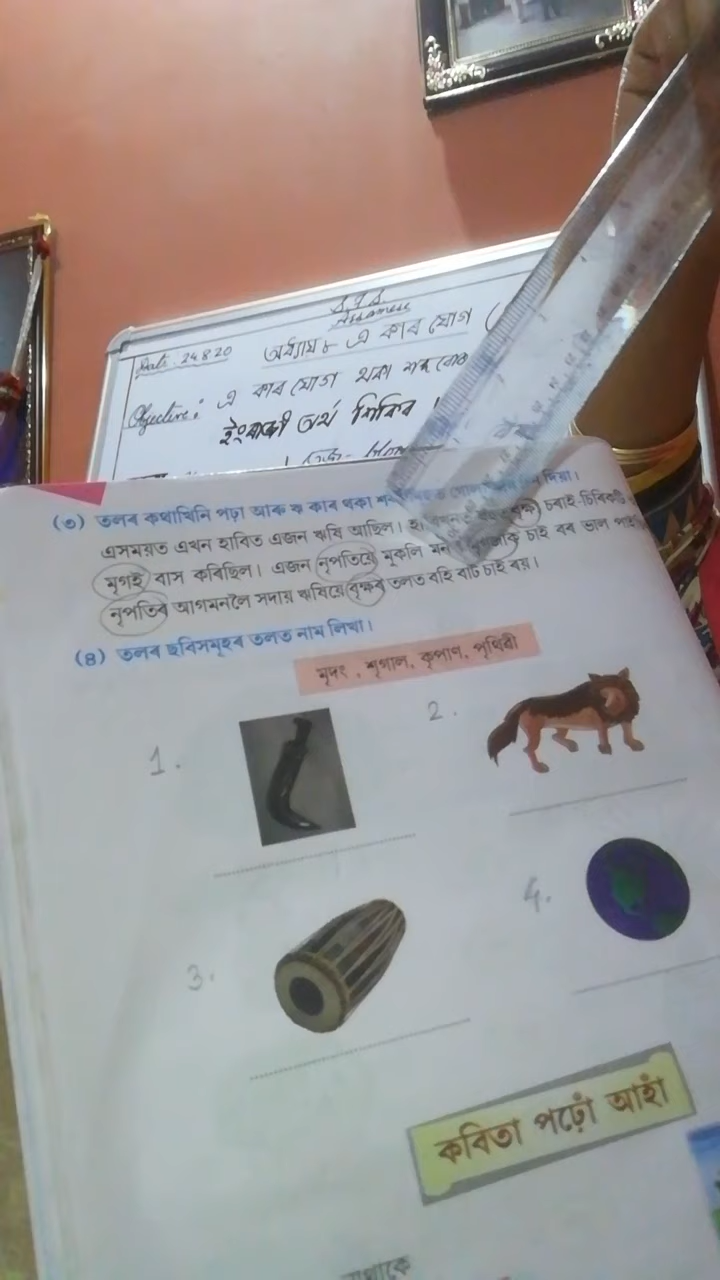 Assamese
Date: 24.8.20
অধ্যায় ৮ এ কাৰ যোগ (
Objective: এ কাৰ যোগ থকা শব্দ
ইংৰাজী অৰ্থ শিকিব।
(৩) তলৰ কথাখিনি পঢ়া আৰু ঋ কাৰ থকা দিয়া।
এসময়ত এখন হাবিত এজন ঋষি আছিল। বৃক্ষ চৰাই-চিৰিকটি
মৃগই বাস কৰিছিল। এজন নৃপতিয়ে মৃকলি মন চাই বৰ ভাল পাই
নৃপতিৰ আগমনলৈ সদায় ঋষিয়ে বৃক্ষৰ তলত বহি বাট চাই ৰয়।
(৪) তলৰ ছবিসমূহৰ তলত নাম লিখা।
মৃদং, শৃগাল, কৃপাণ, পৃথিৱী
1.
2.
3.
4.
কবিতা পঢ়োঁ আহাঁ